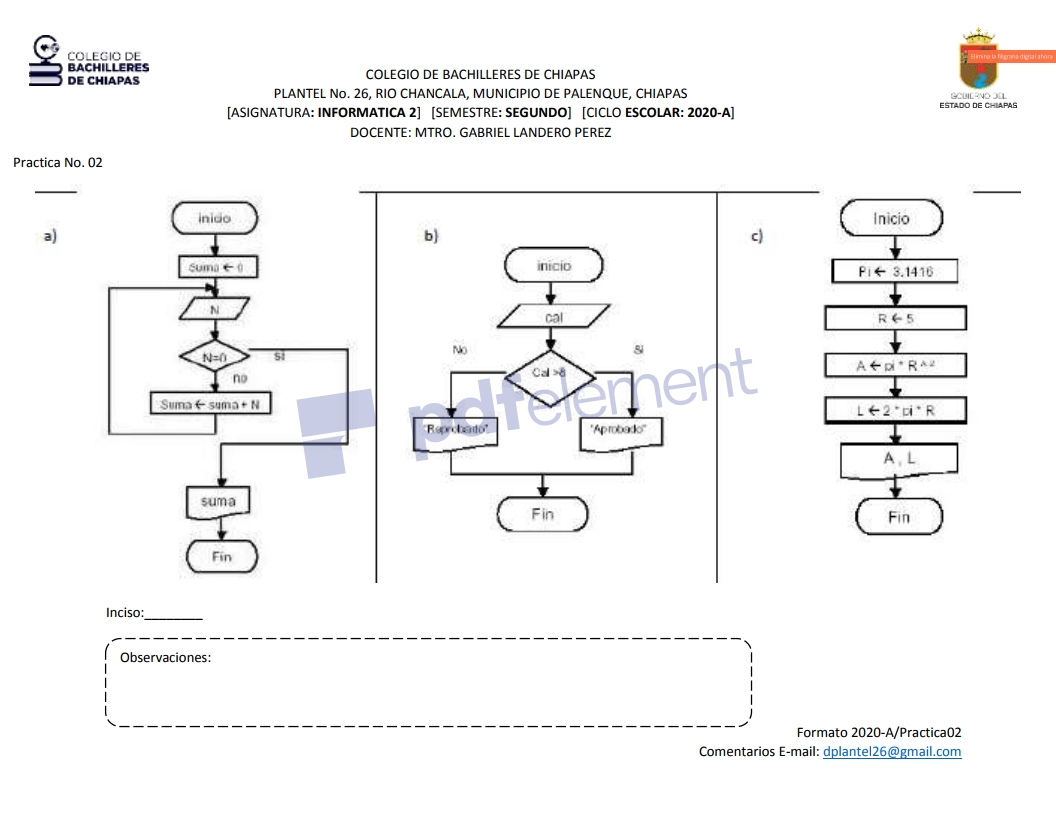 COLEGIO DE
BACHILLERES
DE CHIAPAS
Elimina la filigrana digital ahora
GOBIERNO DEL
ESTADO DE CHIAPAS
COLEGIO DE BACHILLERES DE CHIAPAS
PLANTEL No. 26, RIO CHANCALA, MUNICIPIO DE PALENQUE, CHIAPAS
[ASIGNATURA: INFORMATICA 2] [SEMESTRE: SEGUNDO] [CICLO ESCOLAR: 2020-A]
DOCENTE: MTRO. GABRIEL LANDERO PEREZ
Practica No. 02
a)
inicio
Suma ← 0
N
N=0
si
no
Suma ← suma + N
suma
Fin
b)
inicio
cal
No
Si
Cal >8
"Reprobado"
"Aprobado"
Fin
c)
Inicio
Pi ← 3.1416
R ← 5
A ← pi * R ^ 2
L ← 2 * pi * R
A , L
Fin
pdfelement
Inciso:________
Observaciones:
Formato 2020-A/Practica02
Comentarios E-mail: dplantel26@gmail.com